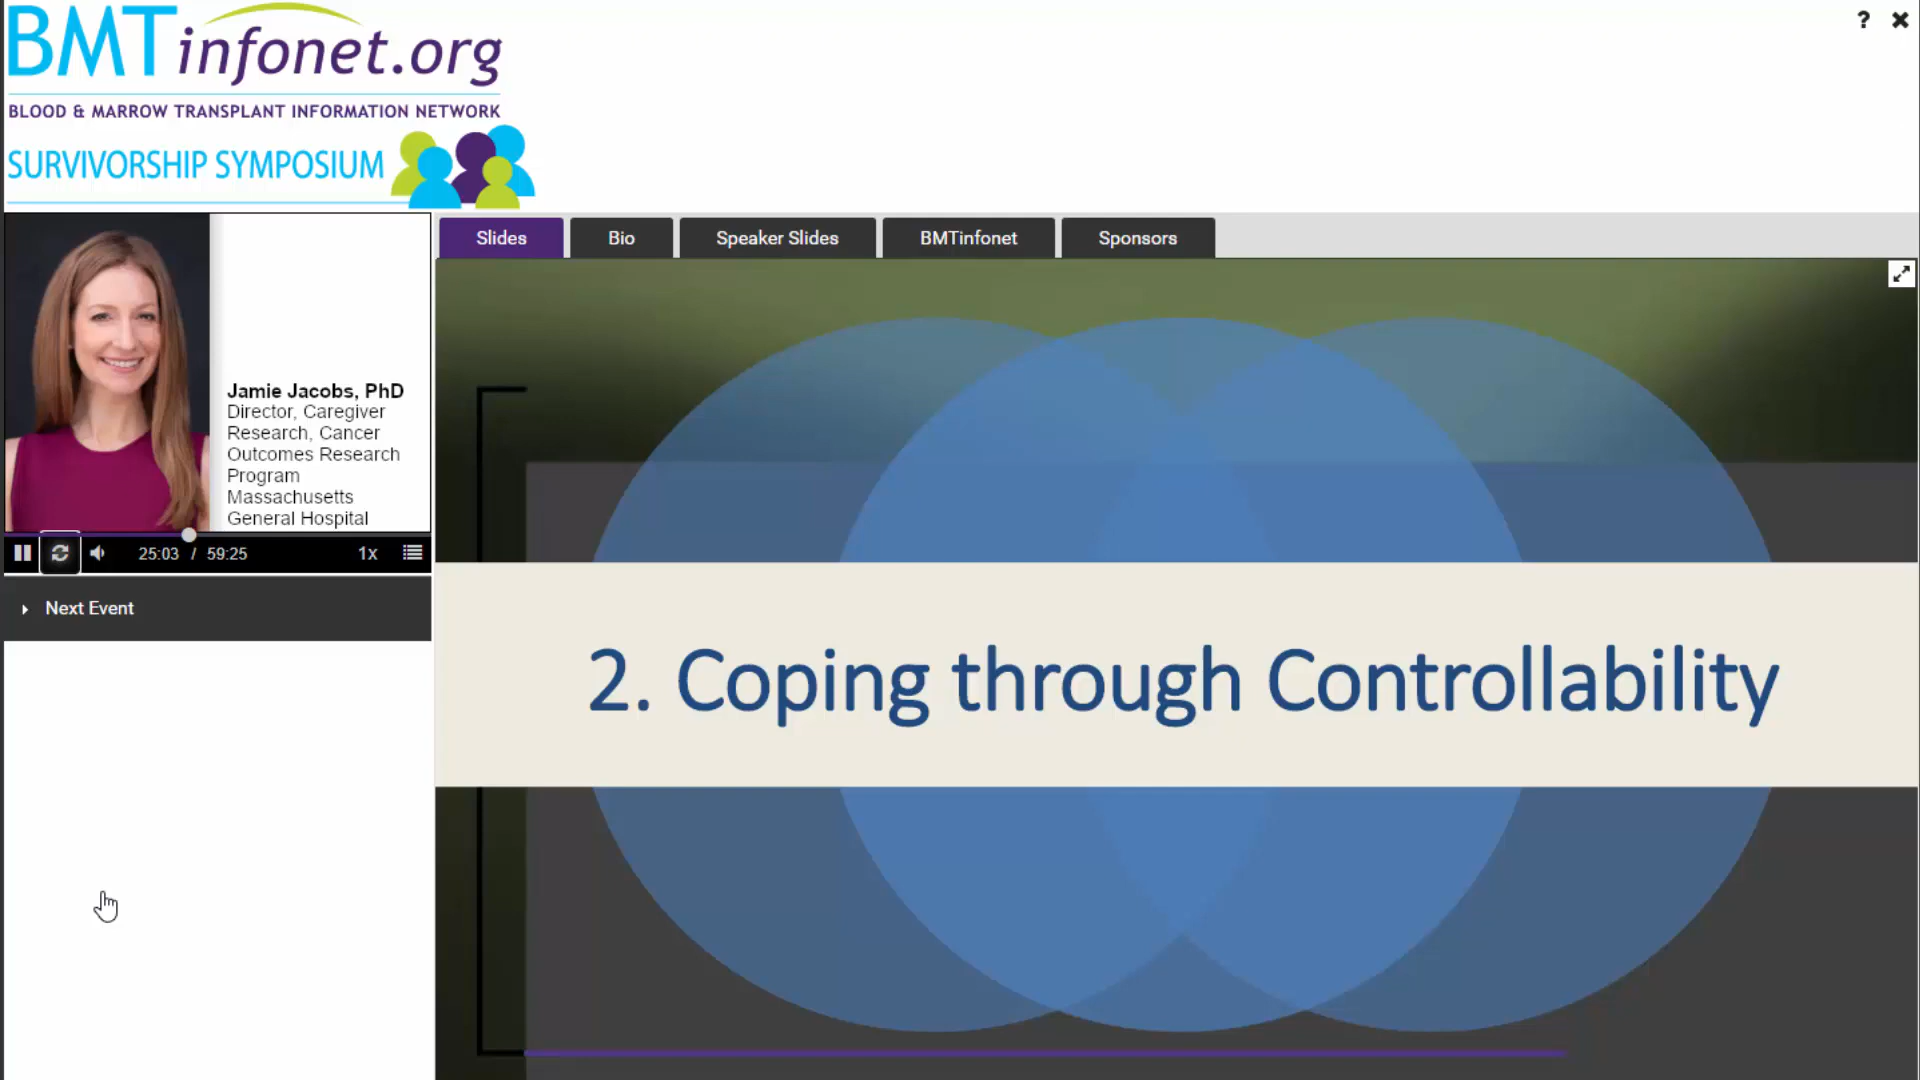 BMTinfonet.org
BLOOD & MARROW TRANSPLANT INFORMATION NETWORK
SURVIVORSHIP SYMPOSIUM
?
Slides
Bio
Speaker Slides
BMTinfonet
Sponsors
Jamie Jacobs, PhD
Director, Caregiver
Research, Cancer
Outcomes Research
Program
Massachusetts
General Hospital
25:03 / 59:25
1x
Next Event
2. Coping through Controllability